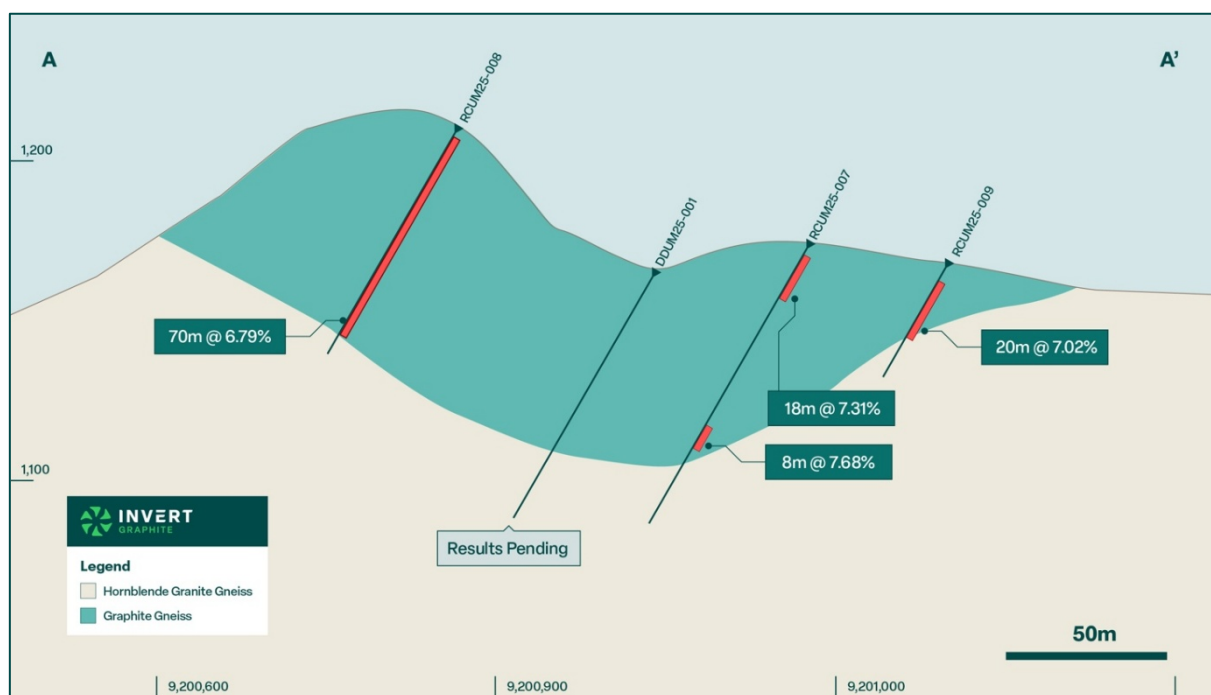 A
A'
RCUM25-008
DDUM25-001
RCUM25-007
RCUM25-009
1,200
70m @ 6.79%
20m @ 7.02%
18m @ 7.31%
8m @ 7.68%
1,100
INVERT
GRAPHITE
Results Pending
Legend
Hornblende Granite Gneiss
Graphite Gneiss
50m
9,200,600
9,200,900
9,201,000